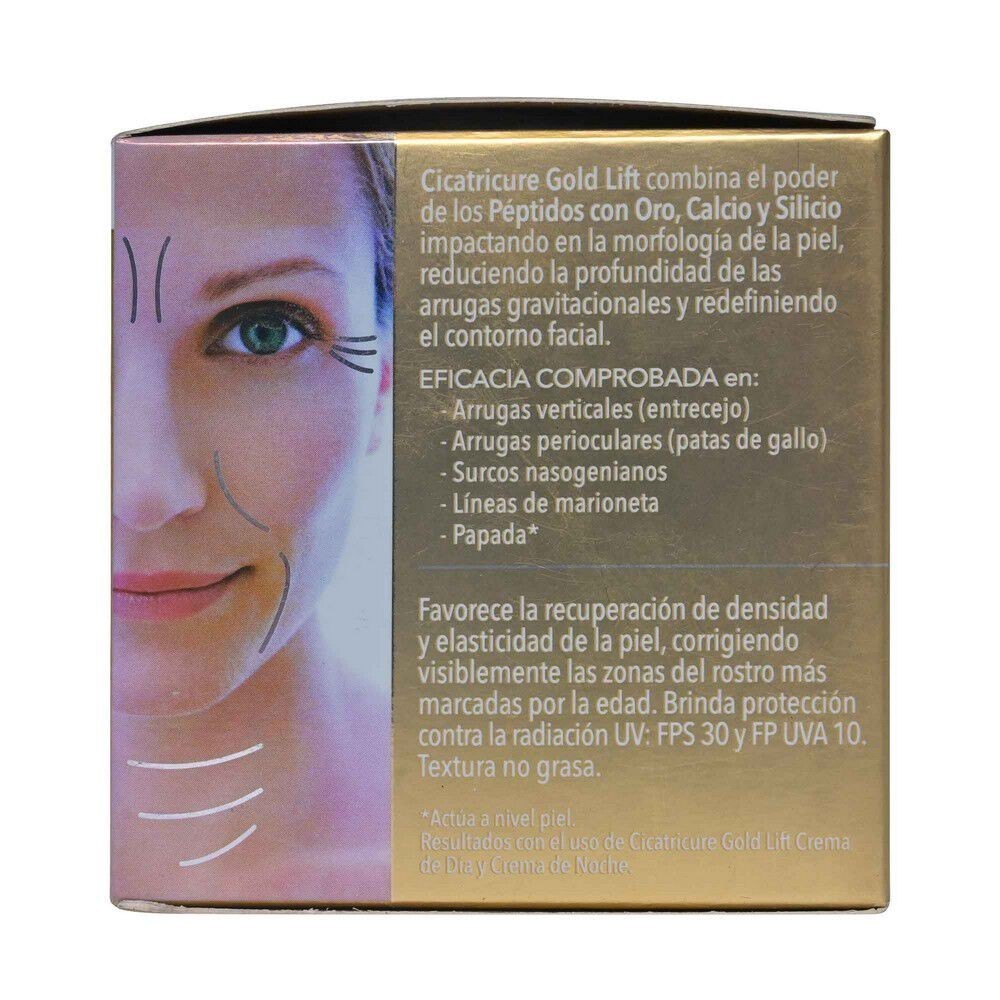 Cicatricure Gold Lift combina el poder
de los Péptidos con Oro, Calcio y Silicio
impactando en la morfología de la piel,
reduciendo la profundidad de las
arrugas gravitacionales y redefiniendo
el contorno facial.
EFICACIA COMPROBADA en:
- Arrugas verticales (entrecejo)
- Arrugas perioculares (patas de gallo)
- Surcos nasogenianos
- Líneas de marioneta
- Papada*
Favorece la recuperación de densidad
y elasticidad de la piel, corrigiendo
visiblemente las zonas del rostro más
marcadas por la edad. Brinda protección
contra la radiación UV: FPS 30 y FP UVA 10.
Textura no grasa.
*Actúa a nivel piel.
Resultados con el uso de Cicatricure Gold Lift Crema
de Día y Crema de Noche.